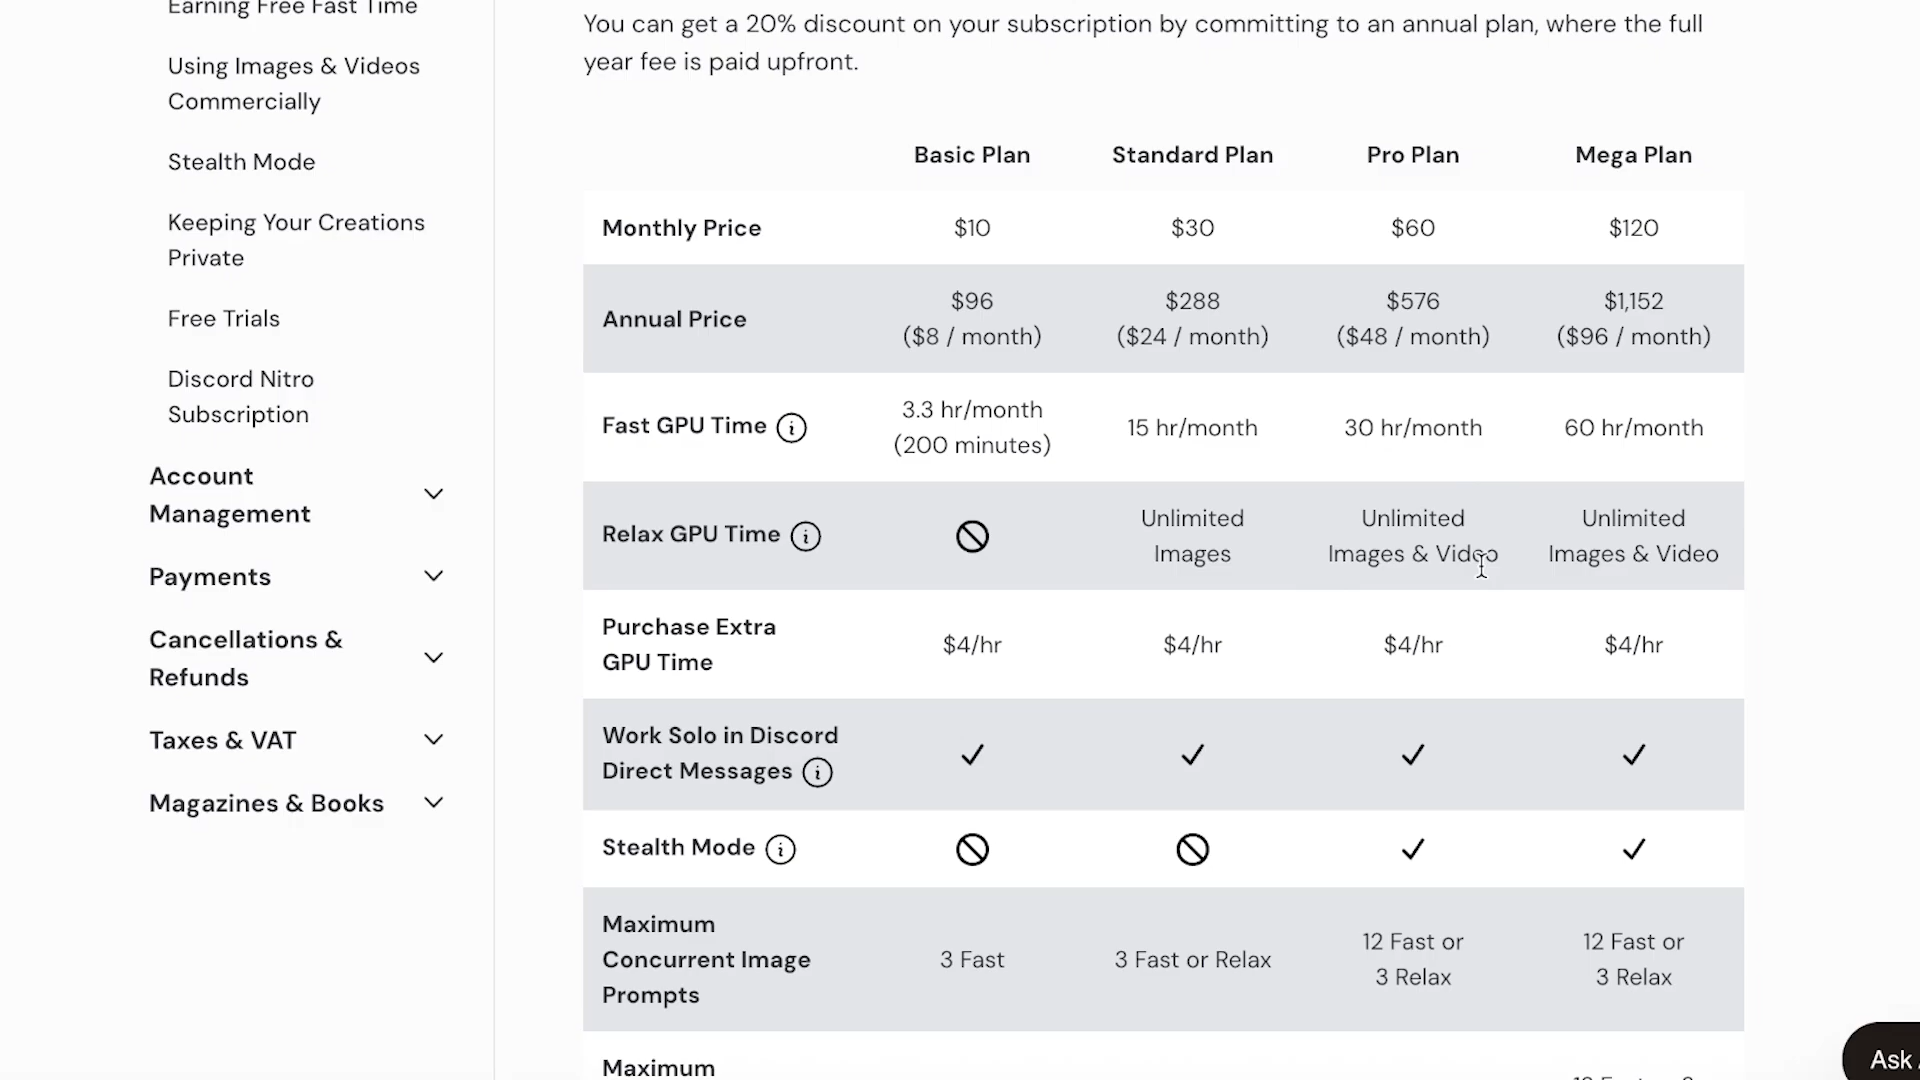 Earning Free Fast Time
Using Images & Videos
Commercially
Stealth Mode
Keeping Your Creations
Private
Free Trials
Discord Nitro
Subscription
Account
Management
Payments
Cancellations &
Refunds
Taxes & VAT
Magazines & Books
You can get a 20% discount on your subscription by committing to an annual plan, where the full
year fee is paid upfront.
Basic Plan Standard Plan Pro Plan Mega Plan
Monthly Price $10 $30 $60 $120
Annual Price
$96 $288 $576 $1,152
($8 / month) ($24 / month) ($48 / month) ($96 / month)
Fast GPU Time
3.3 hr/month
(200 minutes)
15 hr/month 30 hr/month 60 hr/month
Relax GPU Time
Unlimited Unlimited Unlimited
Images Images & Video Images & Video
Purchase Extra
GPU Time
$4/hr $4/hr $4/hr $4/hr
Work Solo in Discord
Direct Messages
Stealth Mode
Maximum
Concurrent Image
Prompts
3 Fast 3 Fast or Relax
12 Fast or 12 Fast or
3 Relax 3 Relax
Maximum
Ask